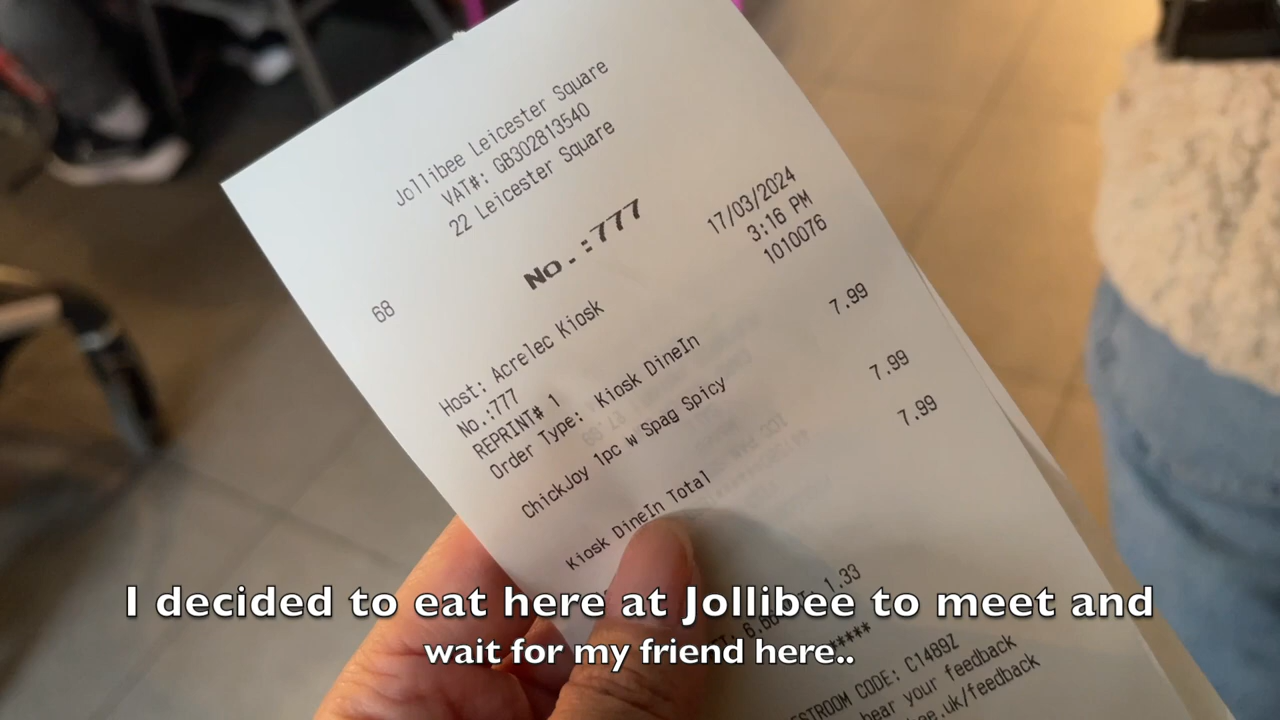 Jollibee Leicester Square
VAT#: GB302813540
22 Leicester Square
No.:777
17/03/2024
68
3:16 PM
1010076
Host: Acrelec Kiosk
No.:777
REPRINT# 1
Order Type: Kiosk DineIn
7.99
ChickJoy 1pc w Spag Spicy
7.99
Kiosk DineIn Total
7.99
1.33
CODE: C1489Z
your feedback
I decided to eat here at Jollibee to meet and
wait for my friend here..